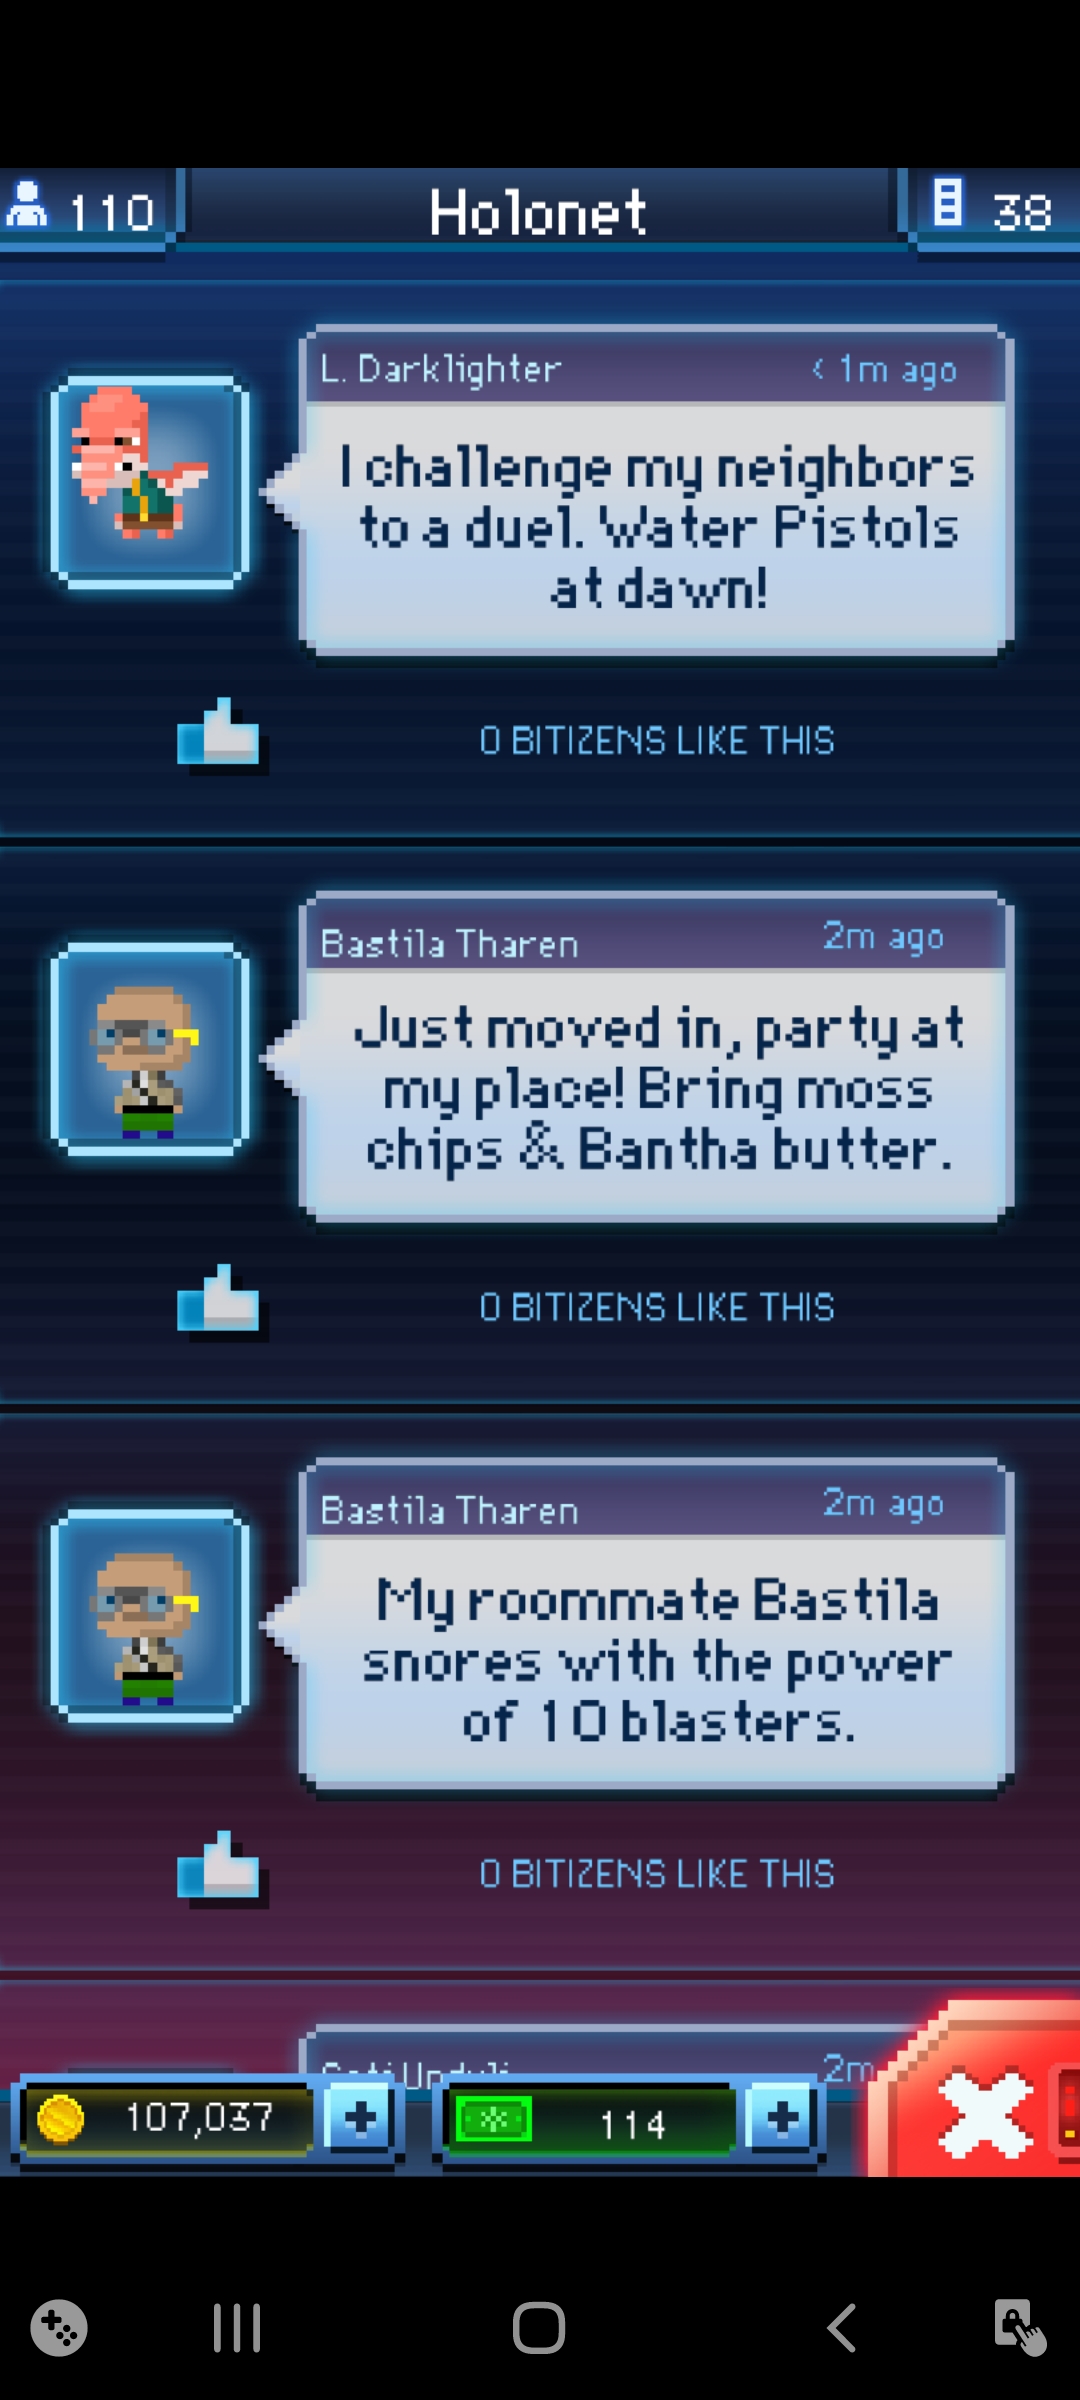 110
Holonet
38
L. Darklighter
< 1m ago
I challenge my neighbors
to a duel. Water Pistols
at dawn!
0 BITIZENS LIKE THIS
Bastila Tharen
2m ago
Just moved in, party at
my place! Bring moss
chips & Bantha butter.
0 BITIZENS LIKE THIS
Bastila Tharen
2m ago
My roommate Bastila
snores with the power
of 10 blasters.
0 BITIZENS LIKE THIS
2m
107,037
114